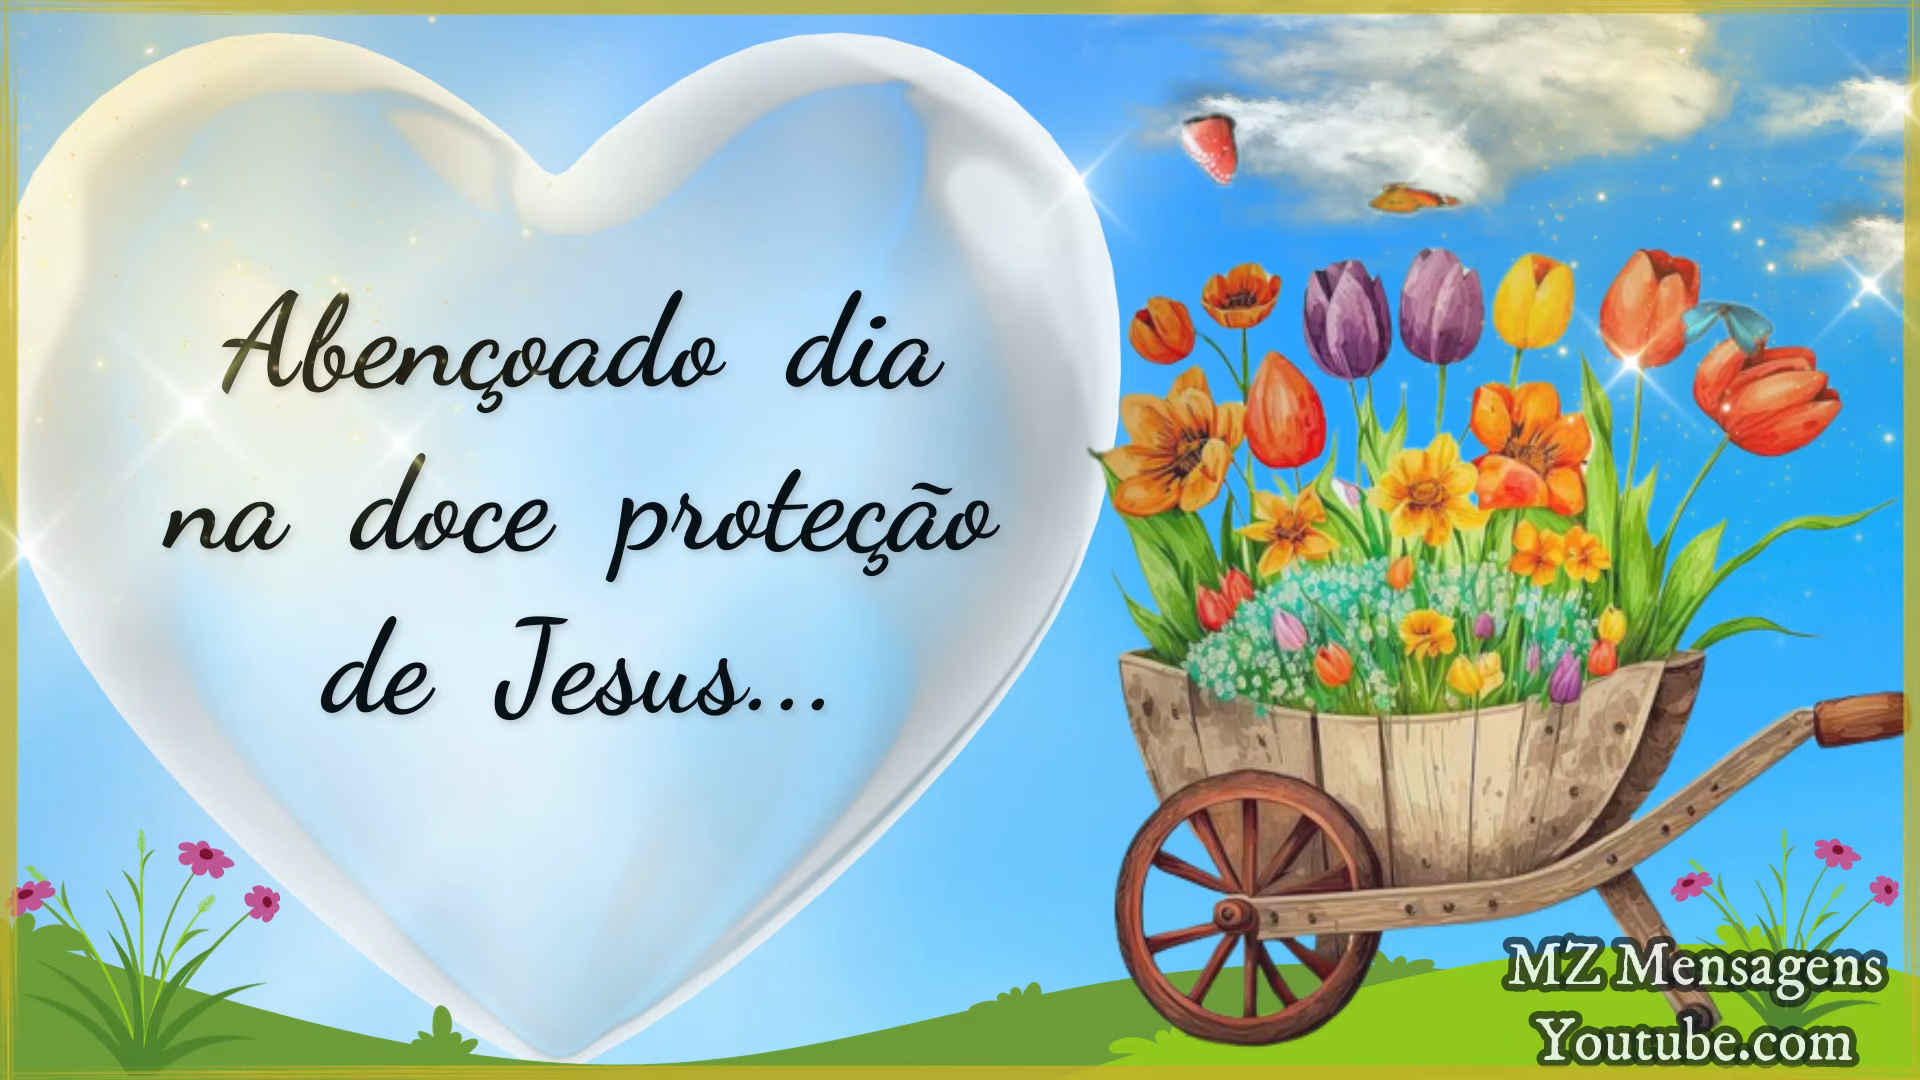 Abençoado dia
na doce proteção
de Jesus...
MZ Mensagens
Youtube.com